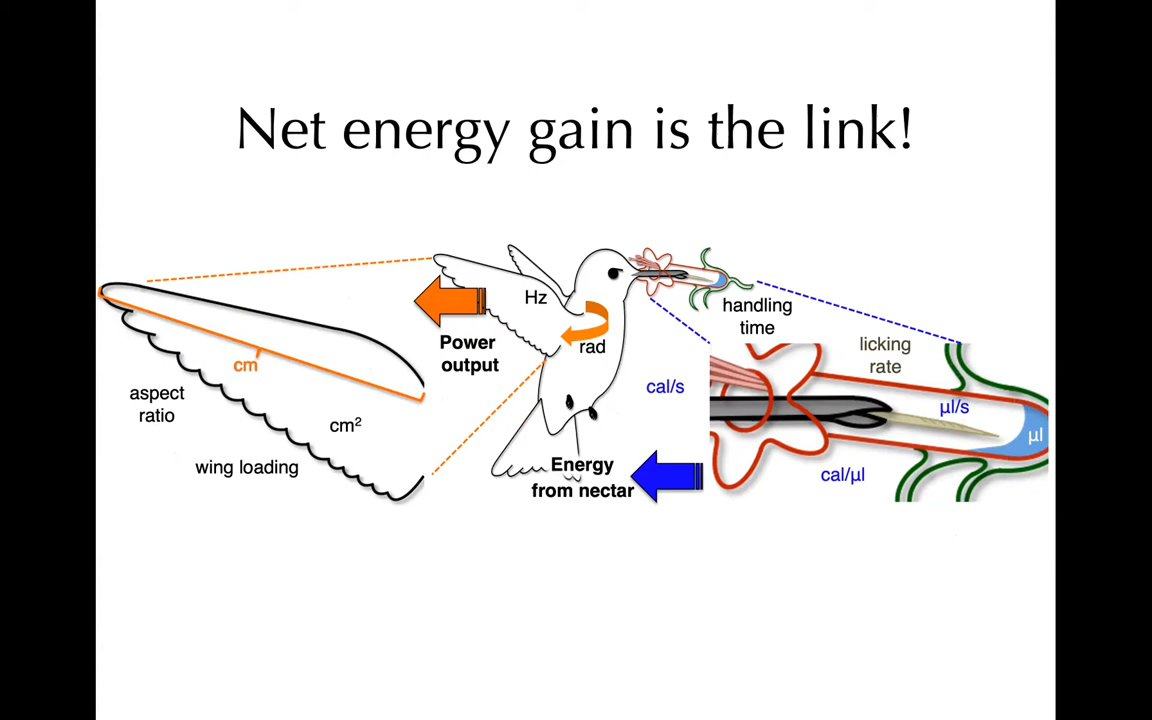 Net energy gain is the link!
Hz
Power
output
rad
cm
aspect
ratio
cm²
wing loading
handling
time
licking
rate
cal/s
µl/s
µl
cal/µl
Energy
from nectar